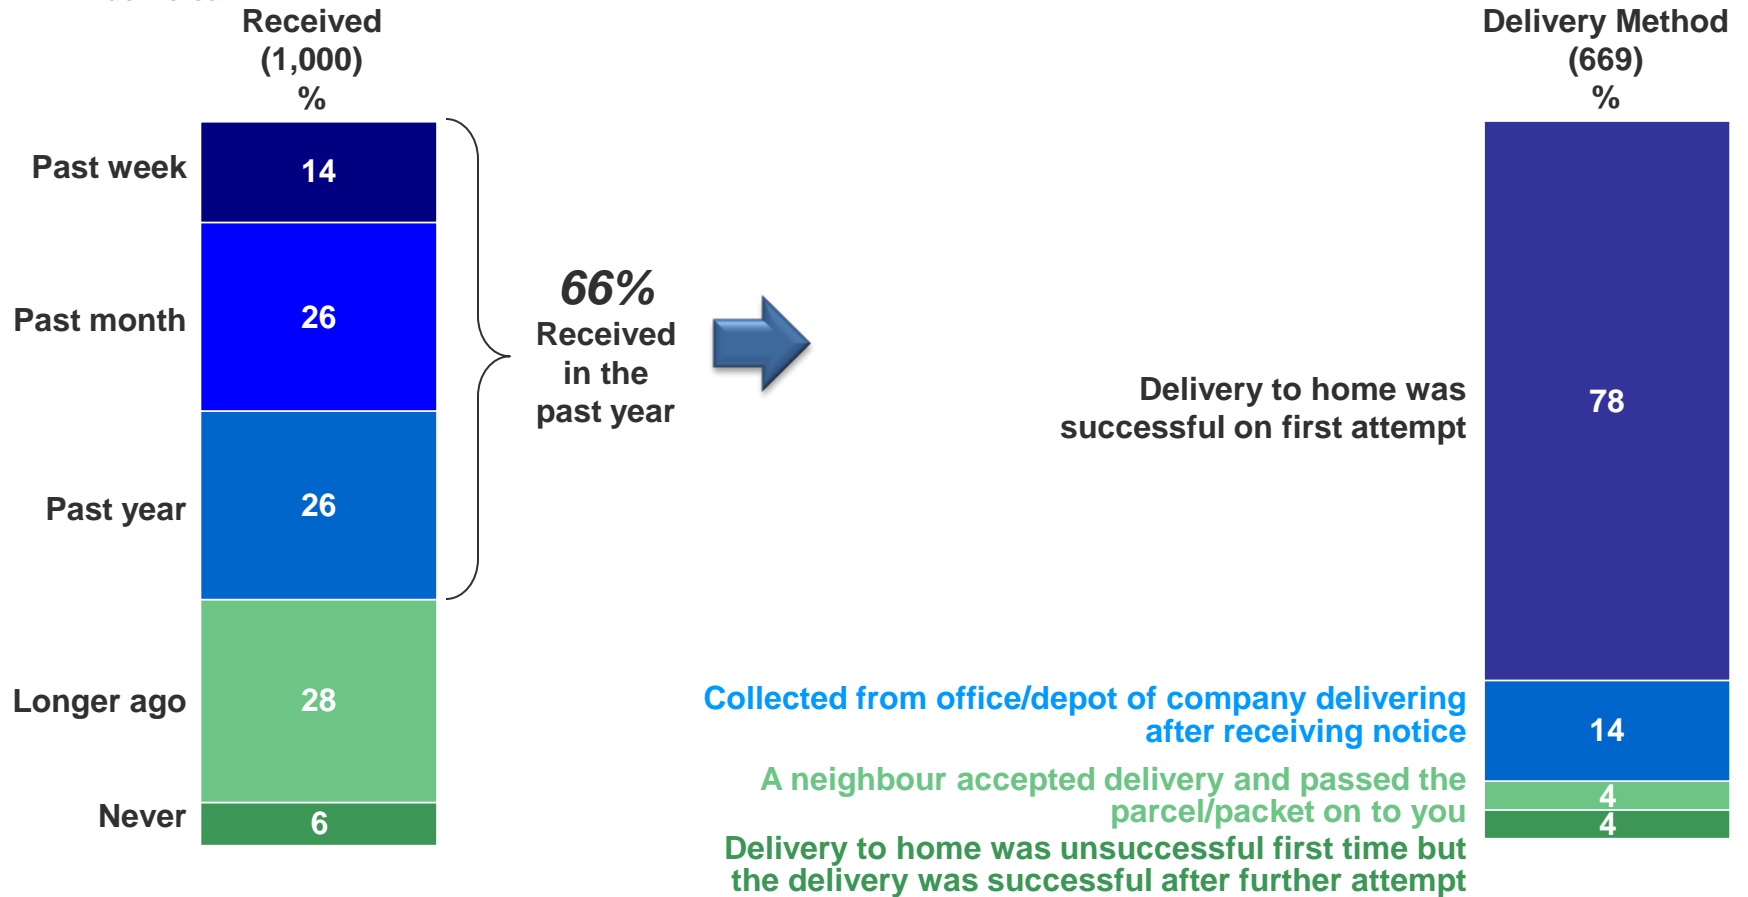 Received
(1,000)
%
Past week
14
Past month
26
Past year
26
Longer ago
28
Never
6
66%
Received
in the
past year
Delivery Method
(669)
%
Delivery to home was
successful on first attempt
78
Collected from office/depot of company delivering
after receiving notice
14
A neighbour accepted delivery and passed the
parcel/packet on to you
4
Delivery to home was unsuccessful first time but
the delivery was successful after further attempt
4